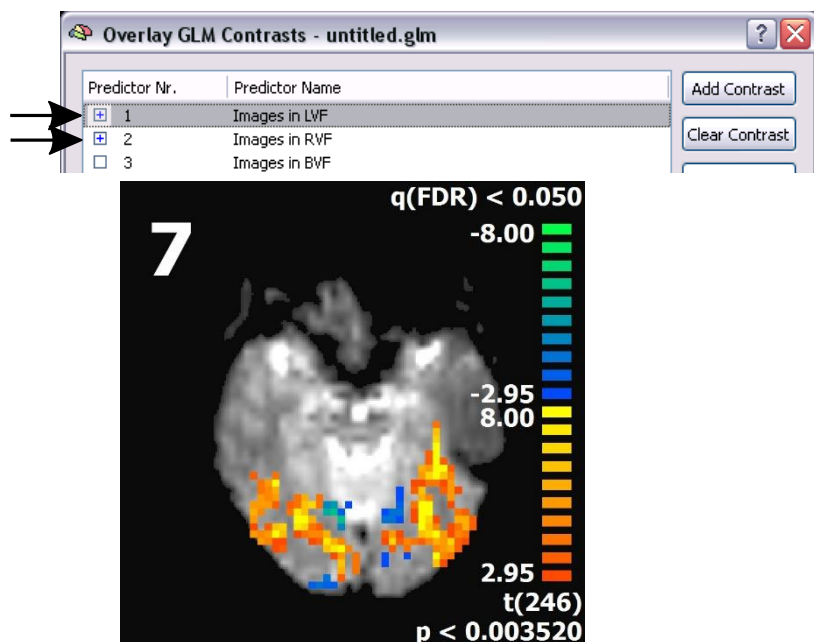 Overlay GLM Contrasts - untitled.glm
Predictor Nr. Predictor Name
Add Contrast
1 Images in LVF
2 Images in RVF
Clear Contrast
3 Images in BVF
q(FDR) < 0.050
7
-8.00
-2.95
8.00
2.95
t(246)
p < 0.003520